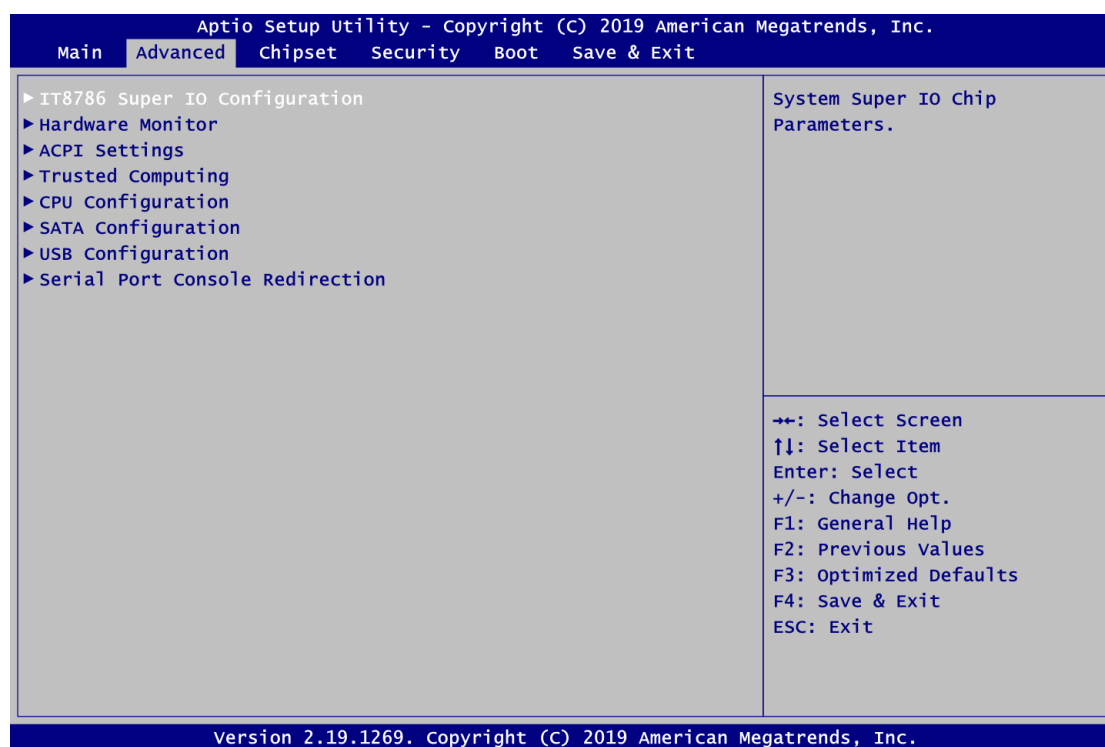 Aptio Setup Utility - Copyright (C) 2019 American Megatrends, Inc.
Main Advanced Chipset Security Boot Save & Exit
►IT8786 Super IO Configuration
►Hardware Monitor
►ACPI Settings
►Trusted Computing
►CPU Configuration
►SATA Configuration
►USB Configuration
►Serial Port Console Redirection
System Super IO Chip
Parameters.
→←: Select Screen
↑↓: Select Item
Enter: Select
+/-: Change Opt.
F1: General Help
F2: Previous Values
F3: Optimized Defaults
F4: Save & Exit
ESC: Exit
Version 2.19.1269. Copyright (C) 2019 American Megatrends, Inc.